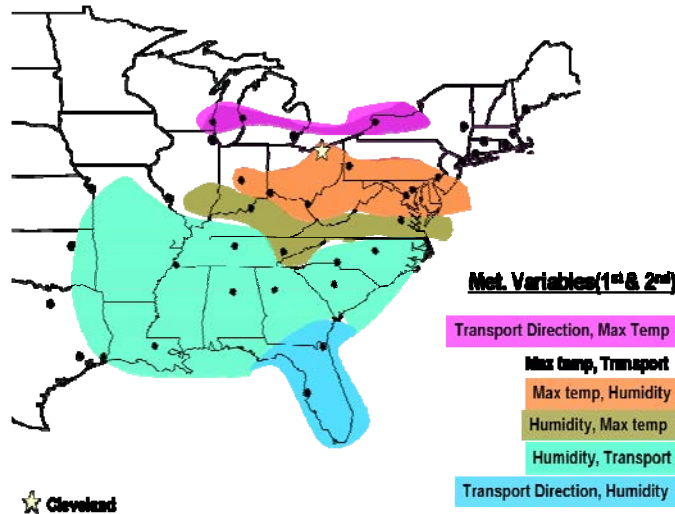 Met. Variables(1st & 2nd)
Transport Direction, Max Temp
Max temp, Transport
Max temp, Humidity
Humidity, Max temp
Humidity, Transport
Transport Direction, Humidity
Cleveland